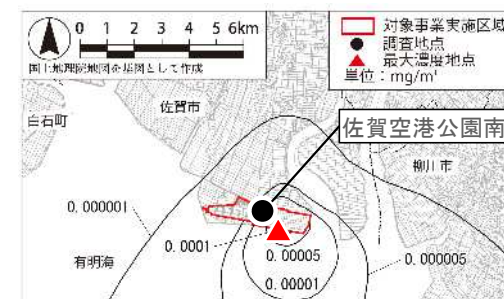 0 1 2 3 4 5 6km
国土地理院地図を基図として作成
対象事業実施区域
調査地点
最大濃度地点
単位：mg/m³
佐賀市
白石町
佐賀空港公園南
柳川市
0.000001
0.0001
0.00005
有明海
0.000005
0.00001